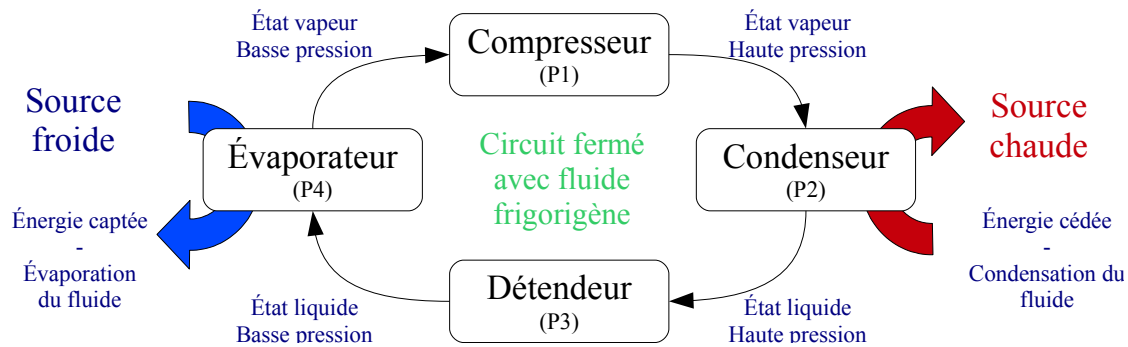 État vapeur
Basse pression
Compresseur
(P1)
État vapeur
Haute pression
Source
froide
Évaporateur
(P4)
Circuit fermé
avec fluide
frigorigène
Condenseur
(P2)
Source
chaude
Énergie captée
-
Évaporation
du fluide
Énergie cédée
-
Condensation du
fluide
État liquide
Basse pression
Détendeur
(P3)
État liquide
Haute pression